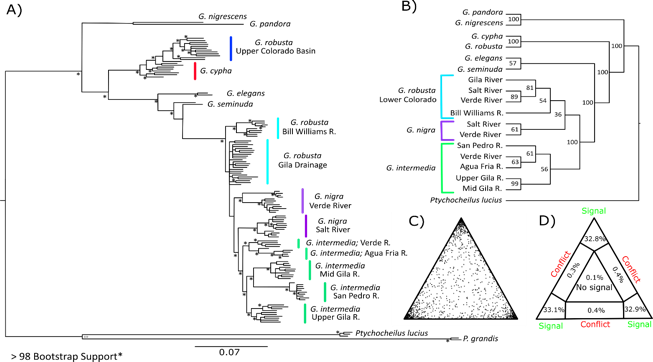 A)
G. nigrescens
G. pandora
G. robusta
Upper Colorado Basin
G. cypha
G. elegans
G. seminuda
G. robusta
Bill Williams R.
G. robusta
Gila Drainage
G. nigra
Verde River
G. nigra
Salt River
G. intermedia; Verde R.
G. intermedia; Agua Fria R.
G. intermedia
Mid Gila R.
G. intermedia
San Pedro R.
G. intermedia
Upper Gila R.
Ptychocheilus lucius
P. grandis
> 98 Bootstrap Support*
0.07
B)
G. pandora
G. nigrescens
G. cypha
G. robusta
G. elegans
G. seminuda
G. robusta
Lower Colorado
Gila River
Salt River
Verde River
Bill Williams R.
G. nigra
Salt River
Verde River
G. intermedia
San Pedro R.
Verde River
Agua Fria R.
Upper Gila R.
Mid Gila R.
Ptychocheilus lucius
100
100
57
81
89
54
36
61
61
63
56
99
100
100
100
100
C)
D)
Signal
32.8%
Conflict
0.3%
Conflict
0.4%
0.1%
No signal
33.1%
0.4%
32.9%
Signal
Conflict
Signal